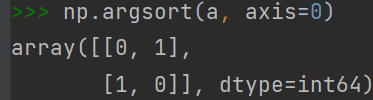 >>> np.argsort(a, axis=0)
array([[0, 1],
       [1, 0]], dtype=int64)